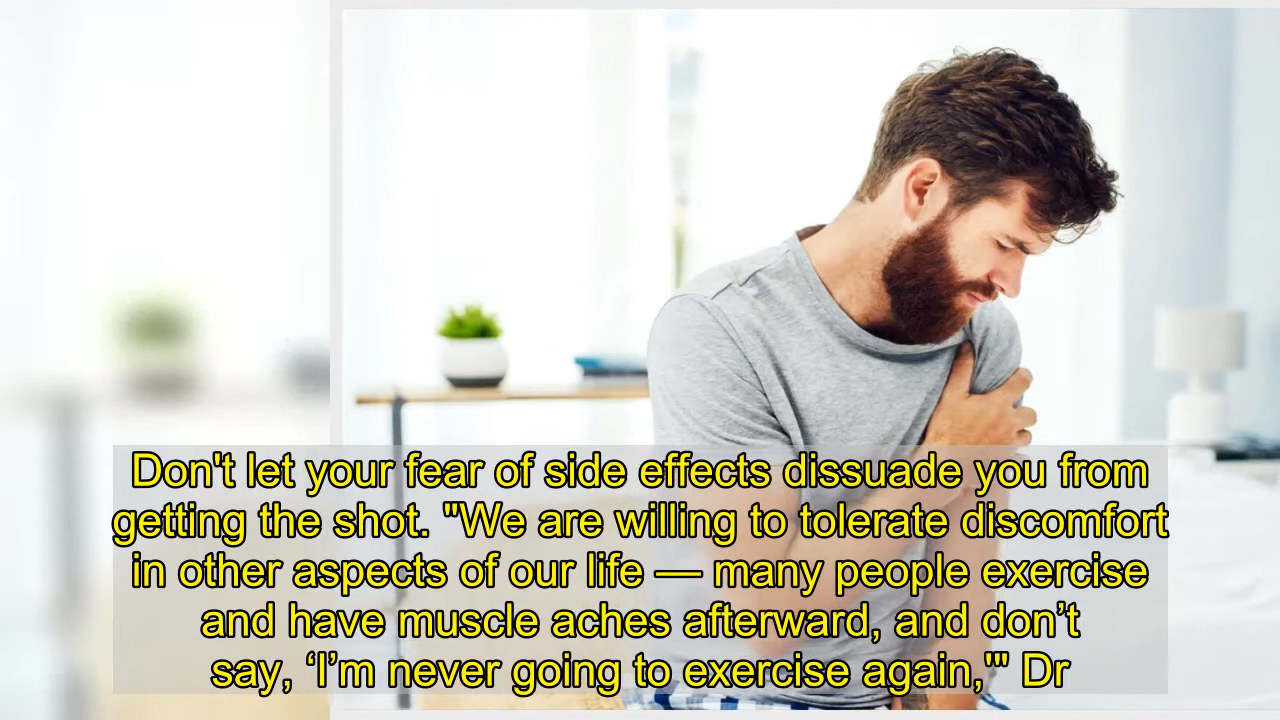 Don't let your fear of side effects dissuade you from
getting the shot. "We are willing to tolerate discomfort
in other aspects of our life — many people exercise
and have muscle aches afterward, and don’t
say, ‘I’m never going to exercise again,'" Dr